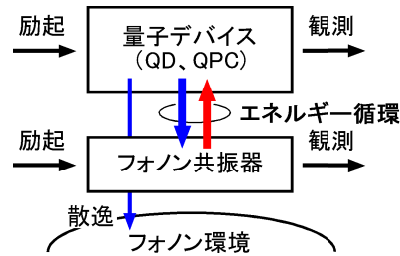 励起
量子デバイス
(QD、QPC)
観測
エネルギー循環
励起
フォノン共振器
観測
散逸
フォノン環境